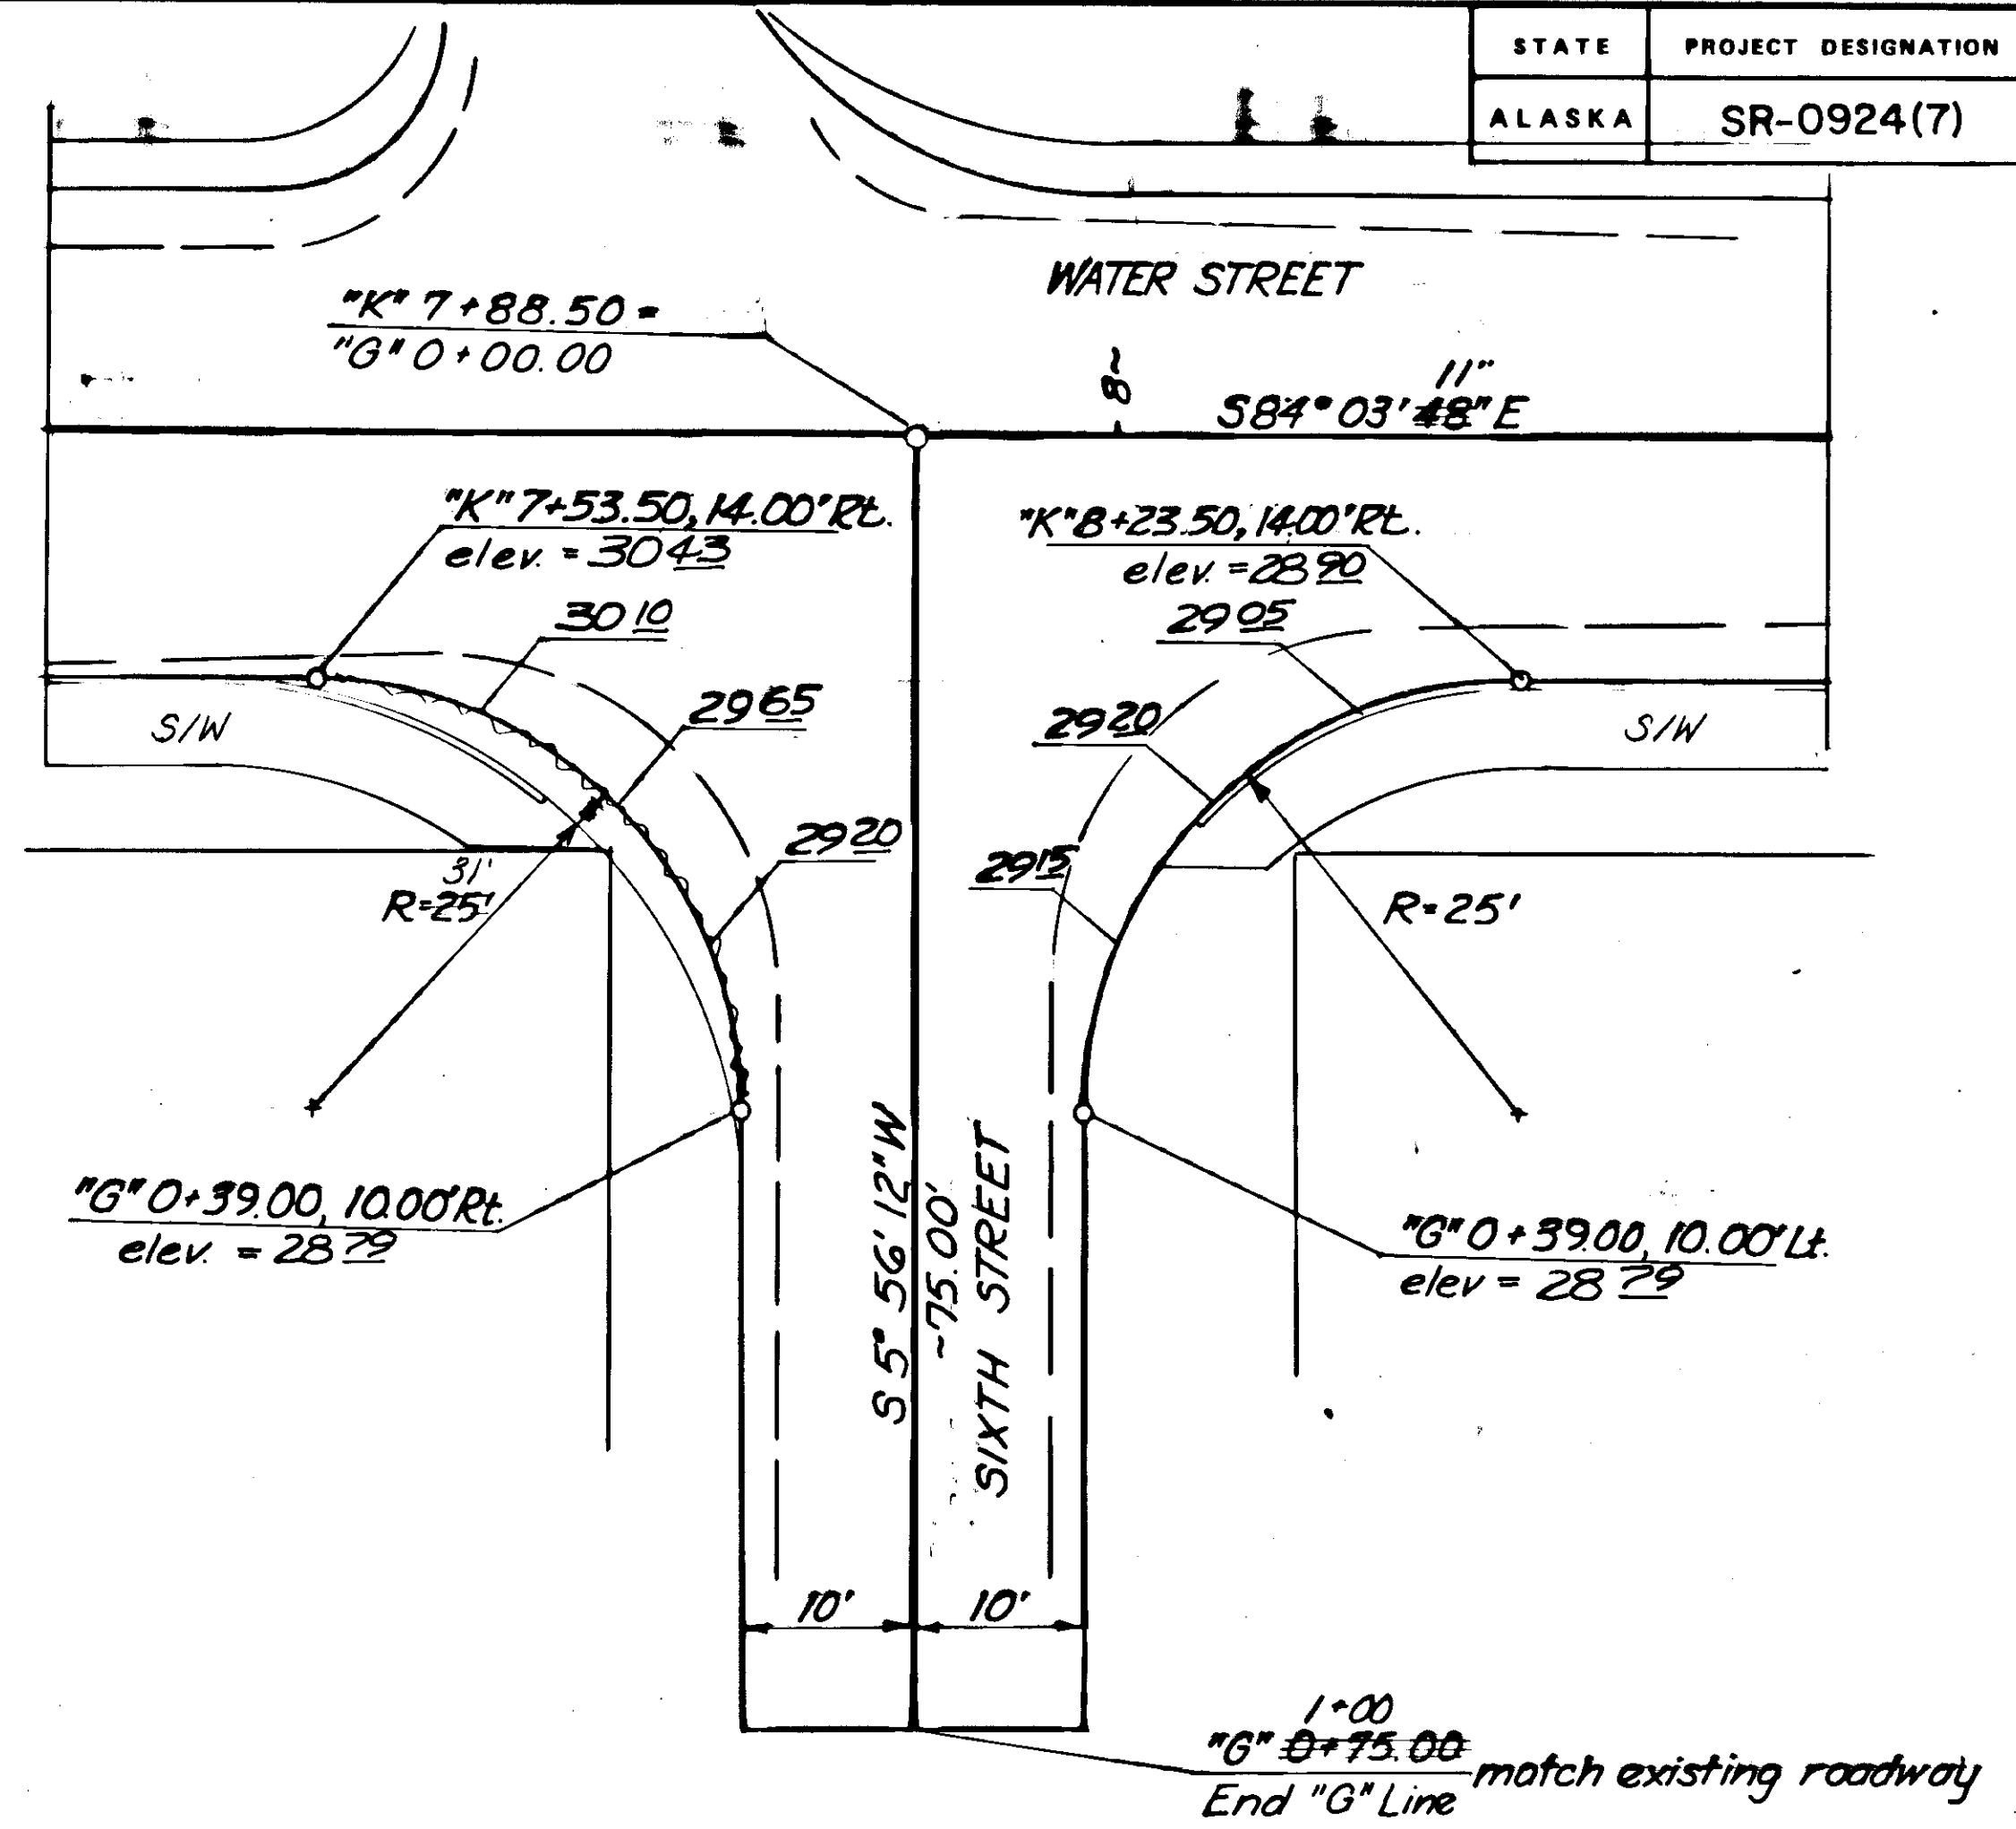 STATE PROJECT DESIGNATION
ALASKA SR-0924(7)
WATER STREET
"K" 7+88.50 =
"G" 0+00.00
8
11"
S84° 03' 48" E
"K" 7+53.50, 14.00' Rt.
elev. = 30 43
"K" 8+23.50, 14.00' Rt.
elev. = 28 90
30 10
29 05
29 65
29 20
S/W
S/W
29 20
29 15
31'
R=25'
R=25'
S 5° 56' 12" W
~75.00'
SIXTH STREET
"G" 0+39.00, 10.00' Rt.
elev. = 28 79
"G" 0+39.00, 10.00' Lt.
elev = 28 79
10'
10'
1+00
"G" 0+75.00 match existing roadway
End "G" Line